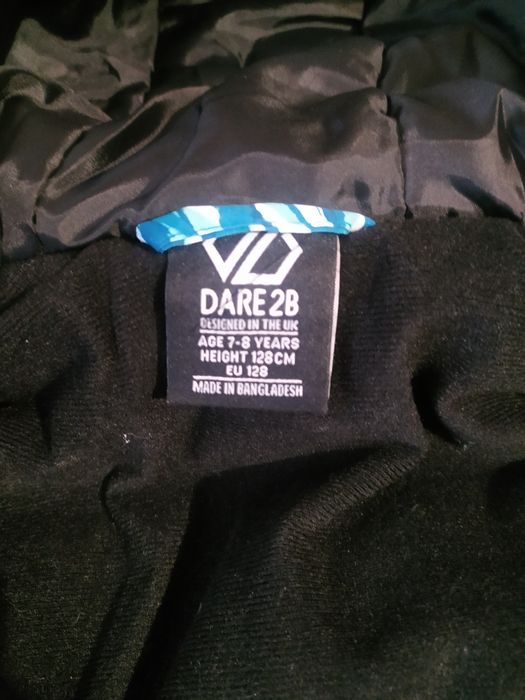 DARE 2B
DESIGNED IN THE UK
AGE 7-8 YEARS
HEIGHT 128CM
EU 128
MADE IN BANGLADESH